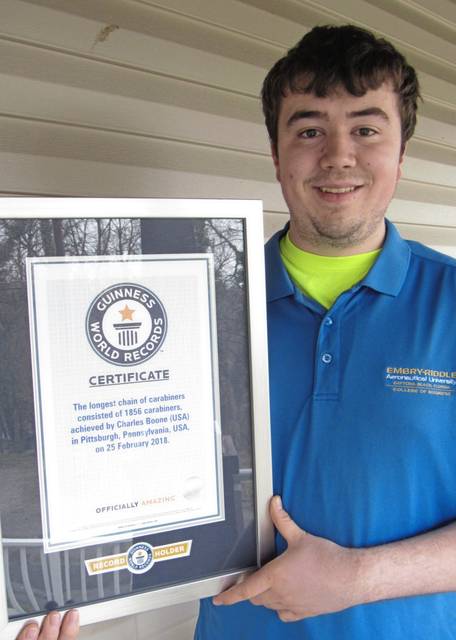 GUINNESS
WORLD RECORDS
CERTIFICATE
The longest chain of carabiners
consisted of 1856 carabiners,
achieved by Charles Boone (USA)
in Pittsburgh, Pennsylvania, USA,
on 25 February 2018.
OFFICIALLY AMAZING
RECORD HOLDER
EMBRY-RIDDLE
Aeronautical University
DAYTONA BEACH, FLORIDA
COLLEGE OF BUSINESS